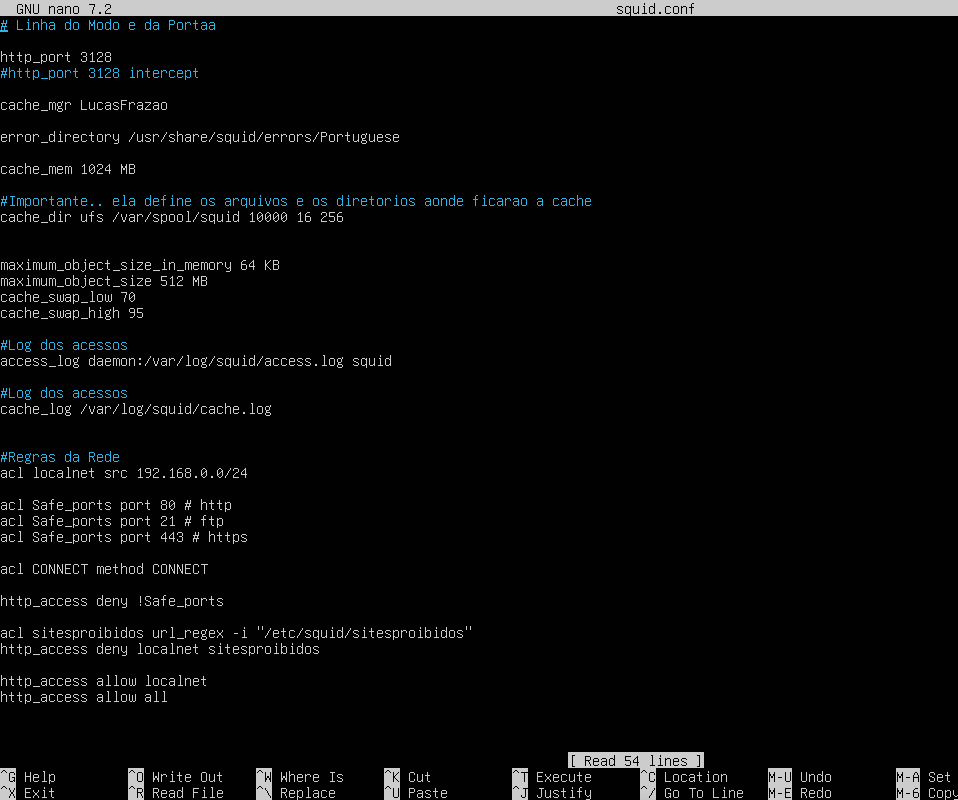 GNU nano 7.2 squid.conf
# Linha do Modo e da Portaa
http_port 3128
#http_port 3128 intercept
cache_mgr LucasFrazao
error_directory /usr/share/squid/errors/Portuguese
cache_mem 1024 MB
#Importante.. ela define os arquivos e os diretorios aonde ficarao a cache
cache_dir ufs /var/spool/squid 10000 16 256
maximum_object_size_in_memory 64 KB
maximum_object_size 512 MB
cache_swap_low 70
cache_swap_high 95
#Log dos acessos
access_log daemon:/var/log/squid/access.log squid
#Log dos acessos
cache_log /var/log/squid/cache.log
#Regras da Rede
acl localnet src 192.168.0.0/24
acl Safe_ports port 80 # http
acl Safe_ports port 21 # ftp
acl Safe_ports port 443 # https
acl CONNECT method CONNECT
http_access deny !Safe_ports
acl sitesproibidos url_regex -i "/etc/squid/sitesproibidos"
http_access deny localnet sitesproibidos
http_access allow localnet
http_access allow all
[ Read 54 lines ]
^G Help ^O Write Out ^W Where Is ^K Cut ^T Execute ^C Location M-U Undo M-A Set
^X Exit ^R Read File ^\ Replace ^U Paste ^J Justify ^/ Go To Line M-E Redo M-6 Copy